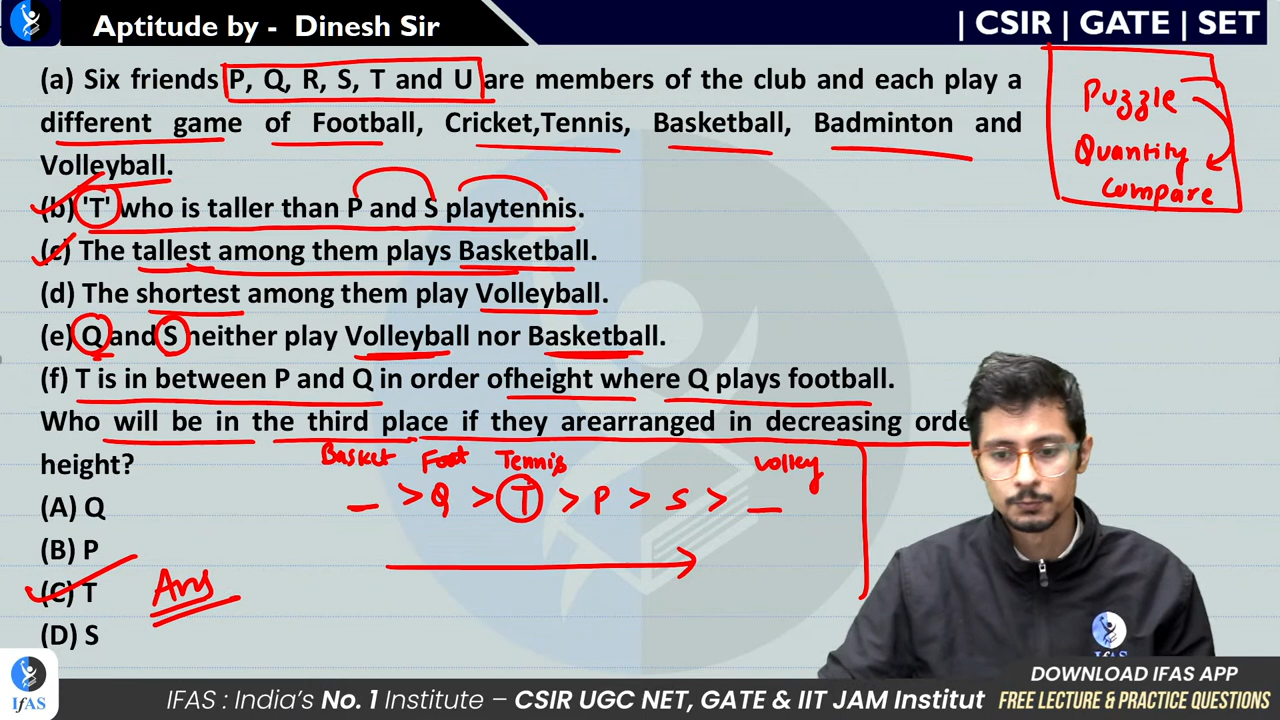 Aptitude by - Dinesh Sir
| CSIR | GATE | SET
(a) Six friends P, Q, R, S, T and U are members of the club and each play a
different game of Football, Cricket,Tennis, Basketball, Badminton and
Volleyball.
(b) 'T' who is taller than P and S playtennis.
(c) The tallest among them plays Basketball.
(d) The shortest among them play Volleyball.
(e) Q and S neither play Volleyball nor Basketball.
(f) T is in between P and Q in order ofheight where Q plays football.
Who will be in the third place if they arearranged in decreasing orde
height?
(A) Q
(B) P
(C) T
(D) S
Puzzle
Quantity
Compare
Basket Foot Tennis Volley
_ > Q > T > P > S > _
Ans
IFAS
IFAS
IFAS : India's No. 1 Institute – CSIR UGC NET, GATE & IIT JAM Institut
DOWNLOAD IFAS APP
FREE LECTURE & PRACTICE QUESTIONS